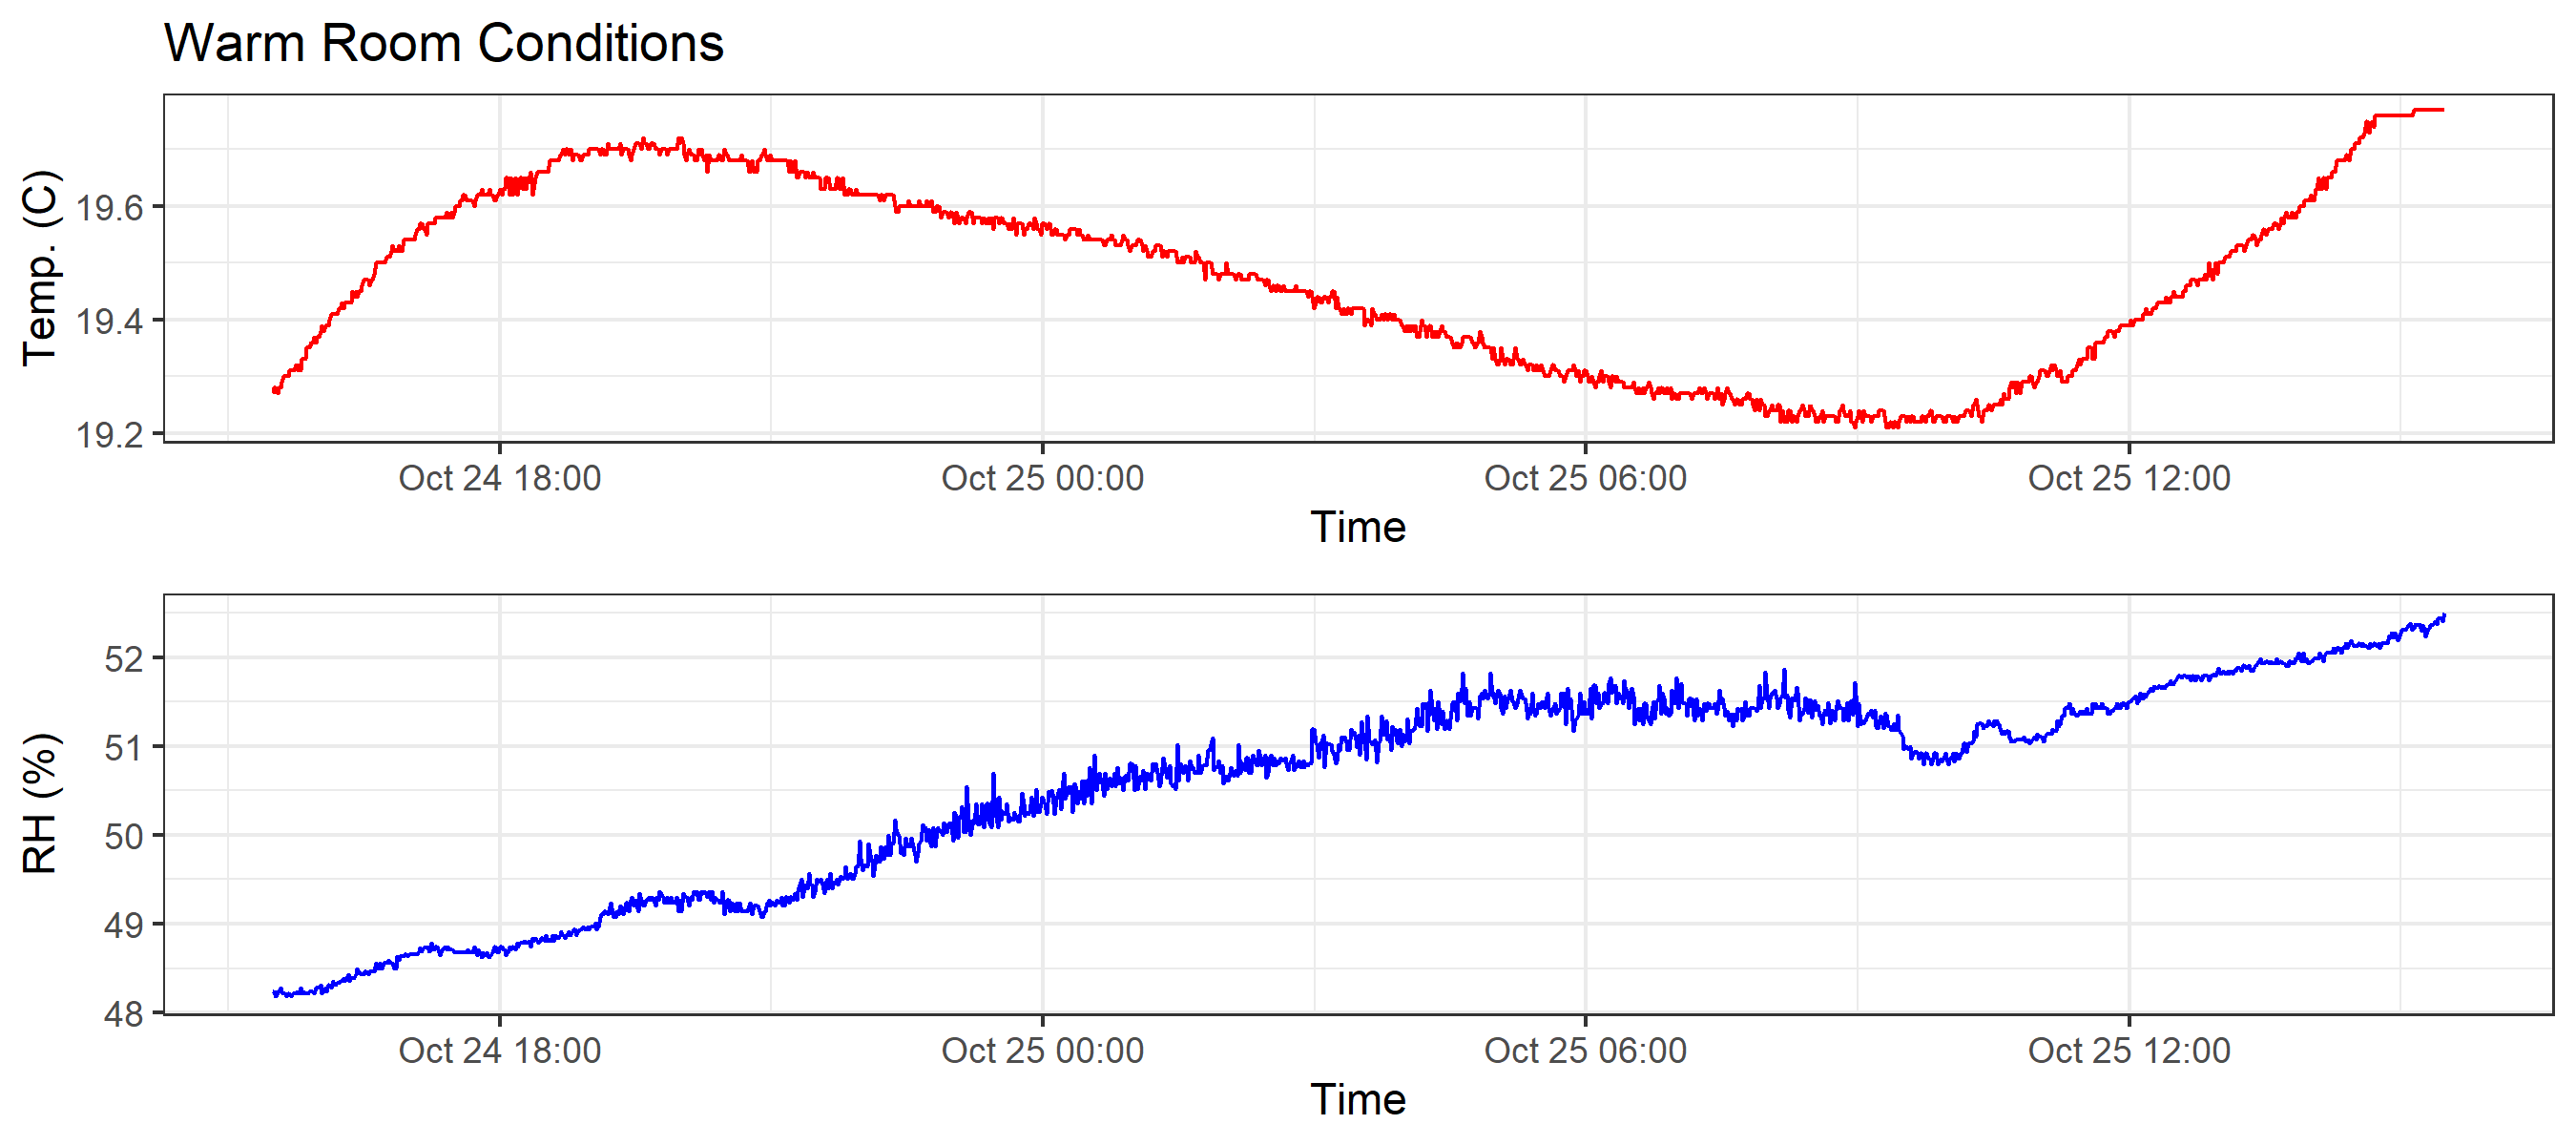 Warm Room Conditions
Temp. (C)
19.6
19.4
19.2
Oct 24 18:00 Oct 25 00:00 Oct 25 06:00 Oct 25 12:00
Time
RH (%)
52
51
50
49
48
Oct 24 18:00 Oct 25 00:00 Oct 25 06:00 Oct 25 12:00
Time